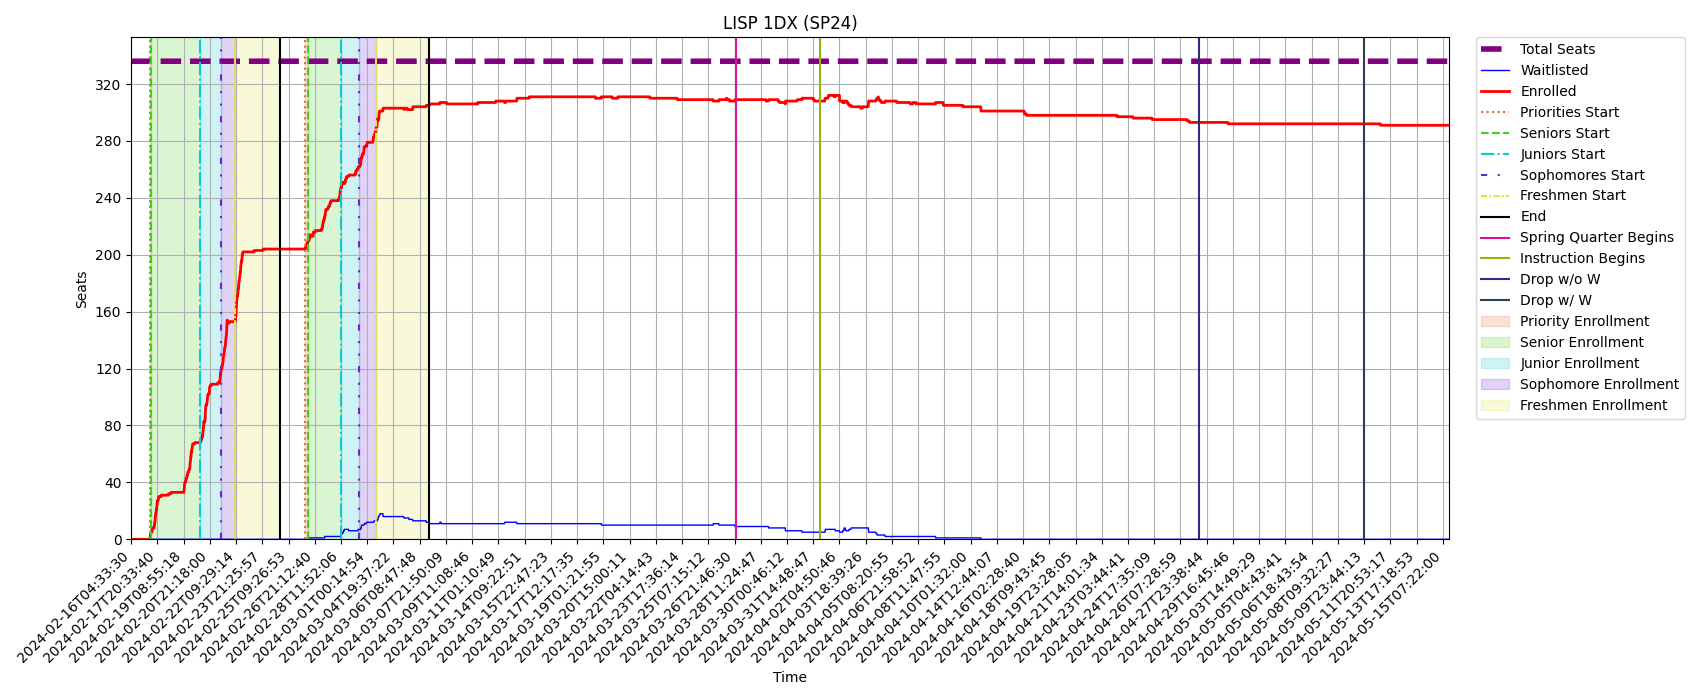 LISP 1DX (SP24)
Seats
320
280
240
200
160
120
80
40
0
2024-02-16T04:33:30
2024-02-17T20:33:40
2024-02-19T08:55:18
2024-02-20T21:18:00
2024-02-22T09:29:14
2024-02-23T21:25:57
2024-02-25T09:26:53
2024-02-26T21:12:40
2024-02-28T11:52:06
2024-03-01T00:14:54
2024-03-04T19:37:22
2024-03-06T08:47:48
2024-03-07T21:50:09
2024-03-09T11:08:46
2024-03-11T01:10:49
2024-03-14T09:22:51
2024-03-15T22:47:23
2024-03-17T12:17:35
2024-03-19T01:21:55
2024-03-20T15:00:11
2024-03-22T04:14:43
2024-03-23T17:36:14
2024-03-25T07:15:12
2024-03-26T21:46:30
2024-03-28T11:24:47
2024-03-30T00:46:12
2024-03-31T14:48:47
2024-04-02T04:50:46
2024-04-03T18:39:26
2024-04-05T08:20:55
2024-04-06T21:58:52
2024-04-08T11:47:55
2024-04-10T01:32:00
2024-04-14T12:44:07
2024-04-16T02:28:40
2024-04-18T09:43:45
2024-04-19T23:28:05
2024-04-21T14:01:34
2024-04-23T03:44:41
2024-04-24T17:35:09
2024-04-26T07:28:59
2024-04-27T23:38:44
2024-04-29T16:45:46
2024-05-03T14:49:29
2024-05-05T04:43:41
2024-05-06T18:43:54
2024-05-08T09:32:27
2024-05-09T23:44:13
2024-05-11T20:53:17
2024-05-13T17:18:53
2024-05-15T07:22:00
Time
Total Seats
Waitlisted
Enrolled
Priorities Start
Seniors Start
Juniors Start
Sophomores Start
Freshmen Start
End
Spring Quarter Begins
Instruction Begins
Drop w/o W
Drop w/ W
Priority Enrollment
Senior Enrollment
Junior Enrollment
Sophomore Enrollment
Freshmen Enrollment